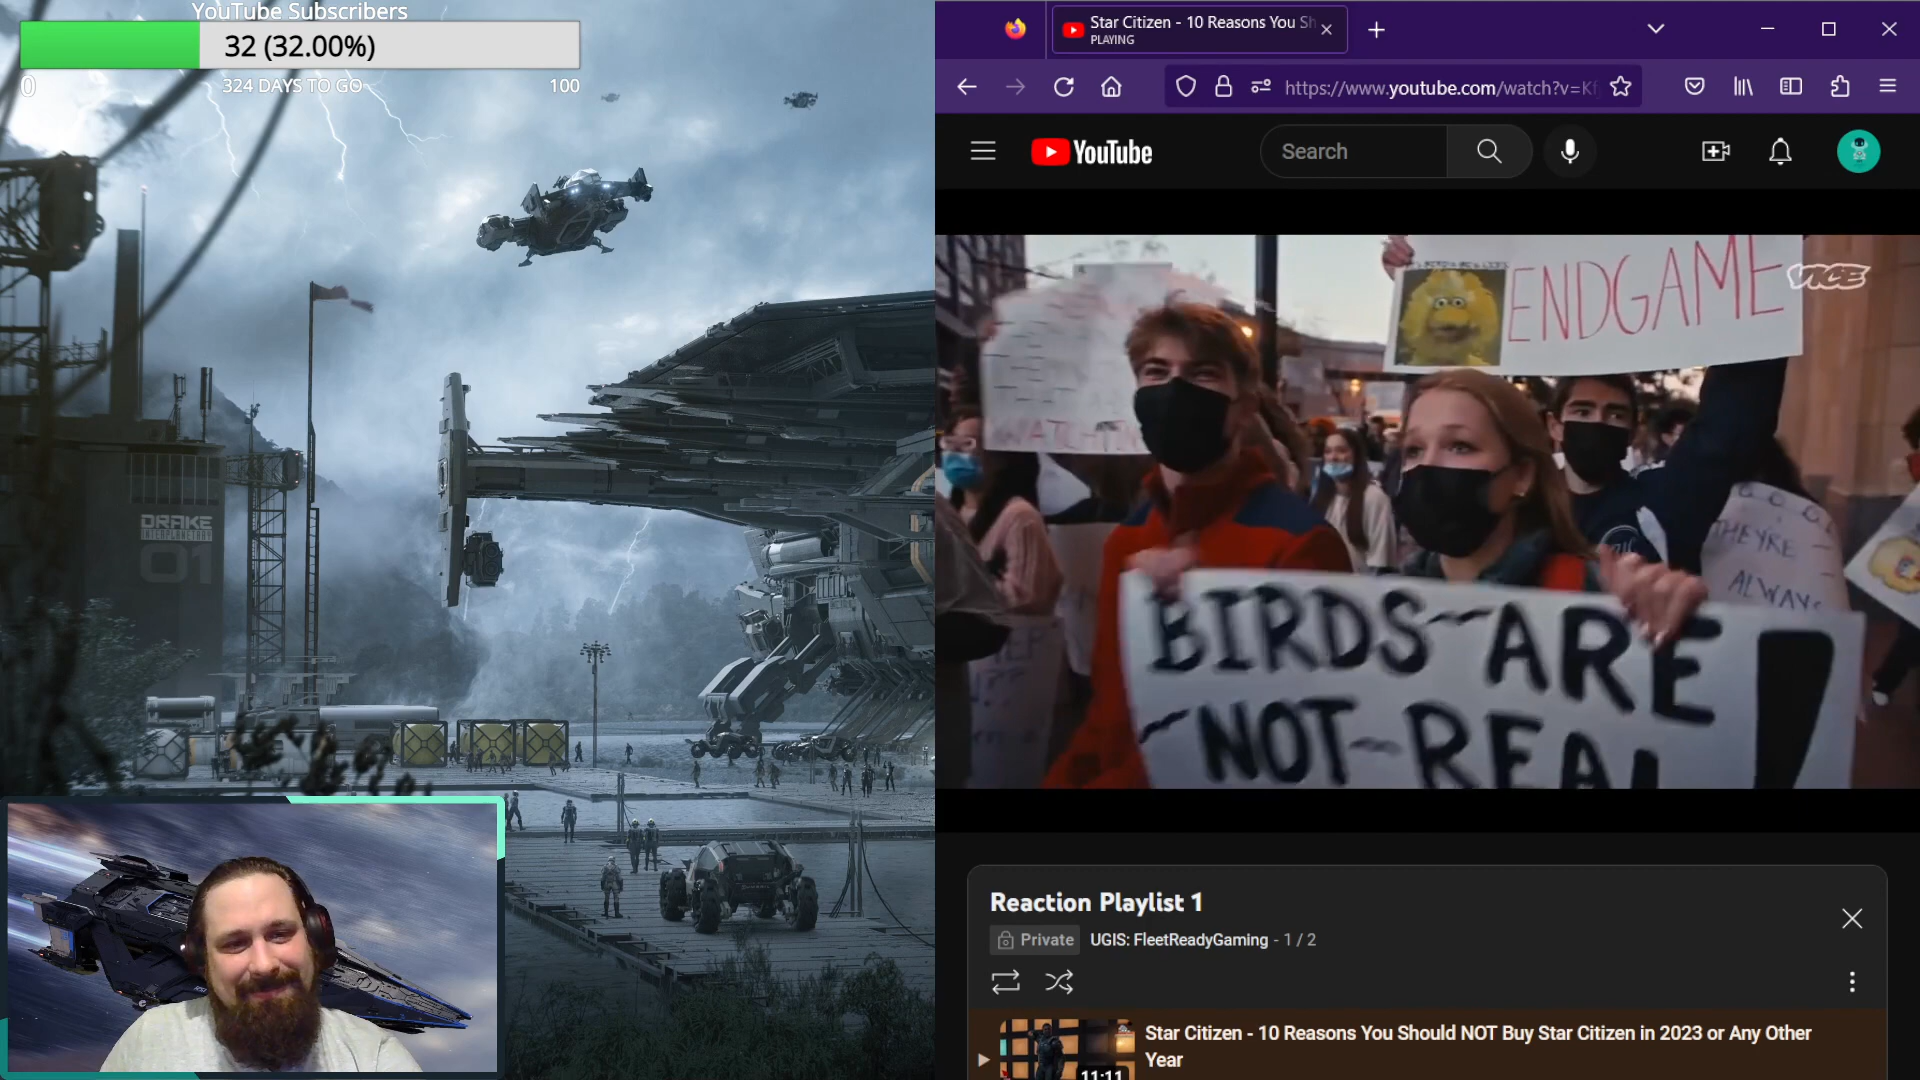 YouTube Subscribers
32 (32.00%)
0
324 DAYS TO GO
100
DRAKE
INTERPLANETARY
01
Star Citizen - 10 Reasons You Sh
PLAYING
https://www.youtube.com/watch?v=Kf
YouTube
Search
ENDGAME
VICE
WATCHING
THEY'RE
ALWAYS
BIRDS~ARE
~NOT~REAL!
Reaction Playlist 1
Private
UGIS: FleetReadyGaming - 1 / 2
Star Citizen - 10 Reasons You Should NOT Buy Star Citizen in 2023 or Any Other
Year
11:11